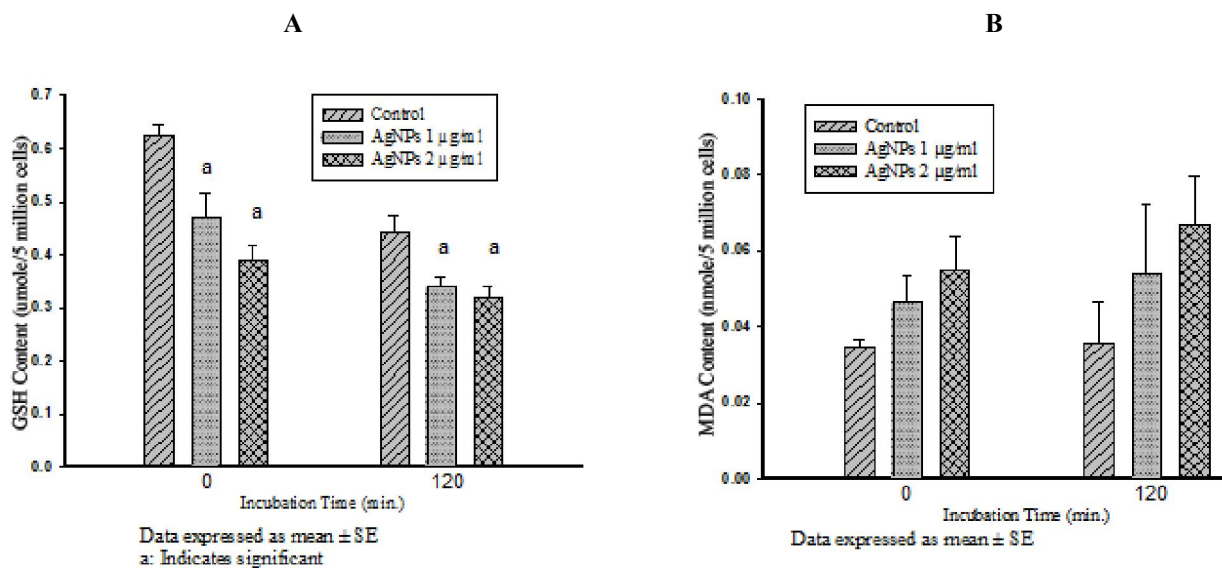 A
GSH Content (umole/5 million cells)
0.7
0.6
0.5
0.4
0.3
0.2
0.1
0.0
Control
AgNPs 1 µg/ml
AgNPs 2 µg/ml
a
a
a
a
0
120
Incubation Time (min.)
Data expressed as mean ± SE
a: Indicates significant
B
MDA Content (nmole/5 million cells)
0.10
0.08
0.06
0.04
0.02
0.00
Control
AgNPs 1 µg/ml
AgNPs 2 µg/ml
0
120
Incubation Time (min.)
Data expressed as mean ± SE